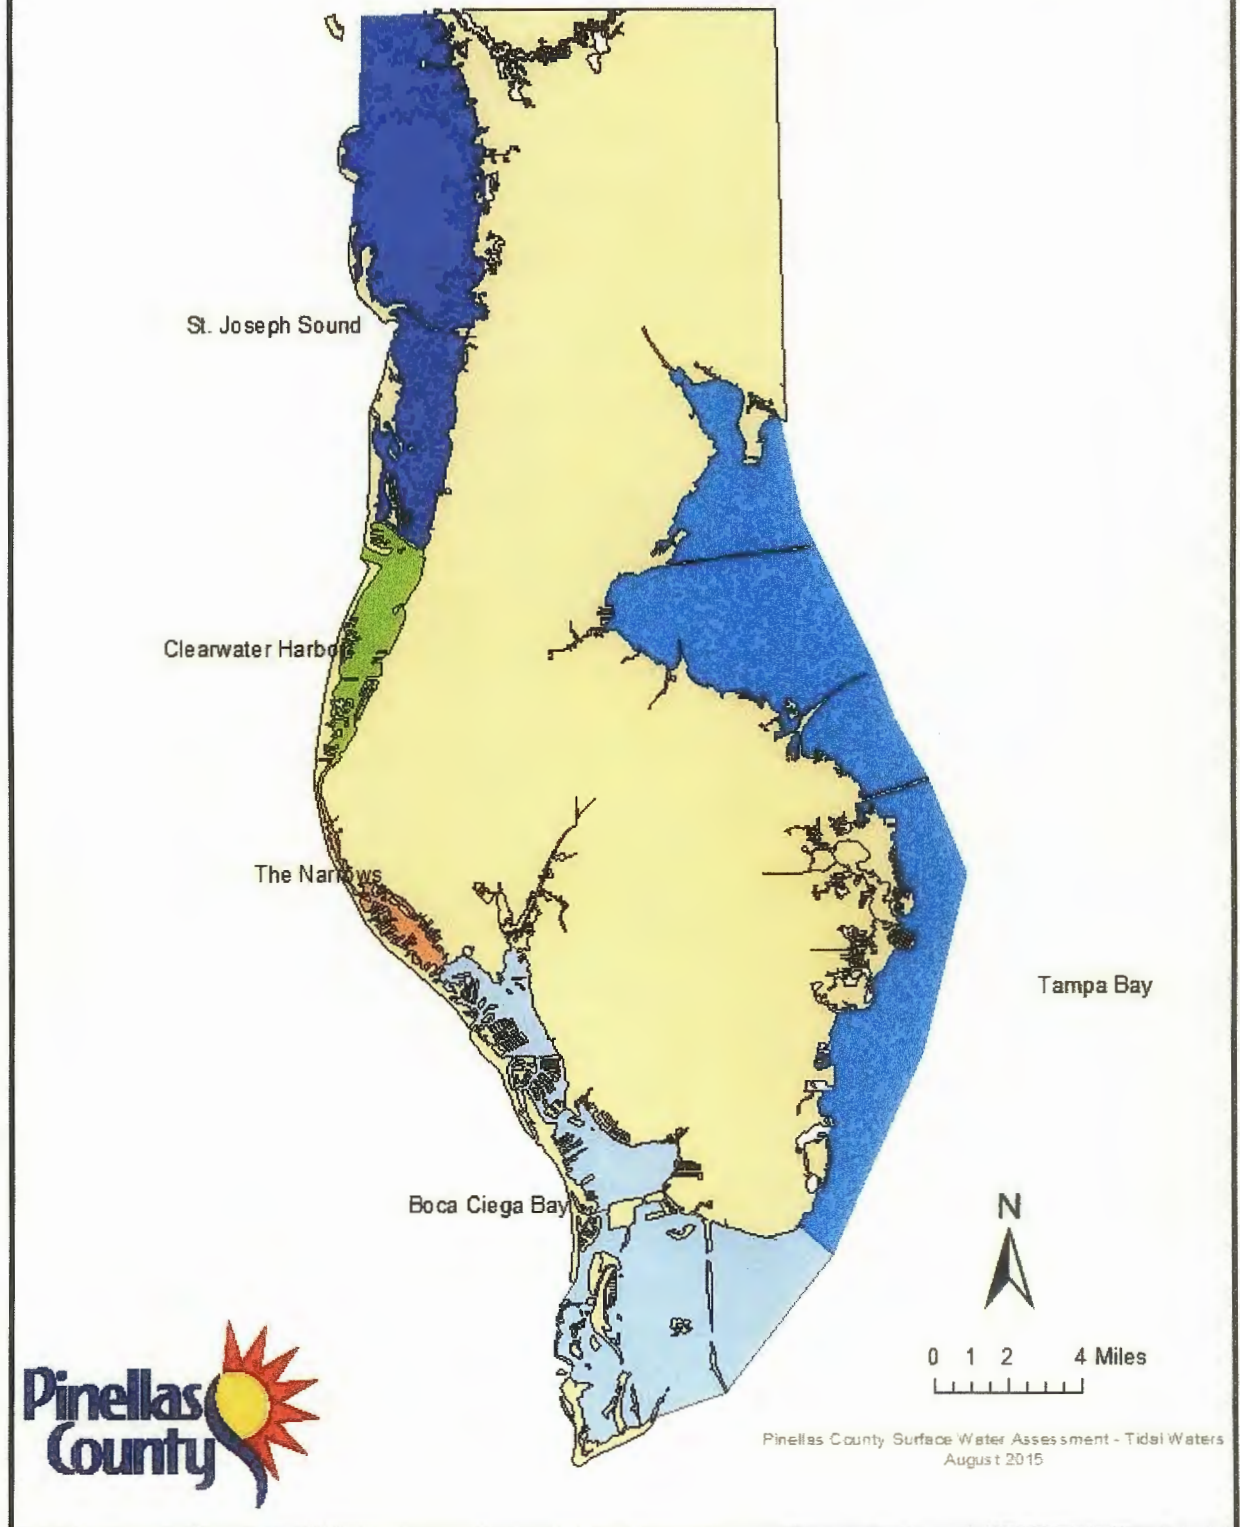 St. Joseph Sound
Clearwater Harbor
The Narrows
Tampa Bay
Boca Ciega Bay
N
0 1 2 4 Miles
Pinellas
County
Pinellas County Surface Water Assessment - Tidal Waters
August 2015